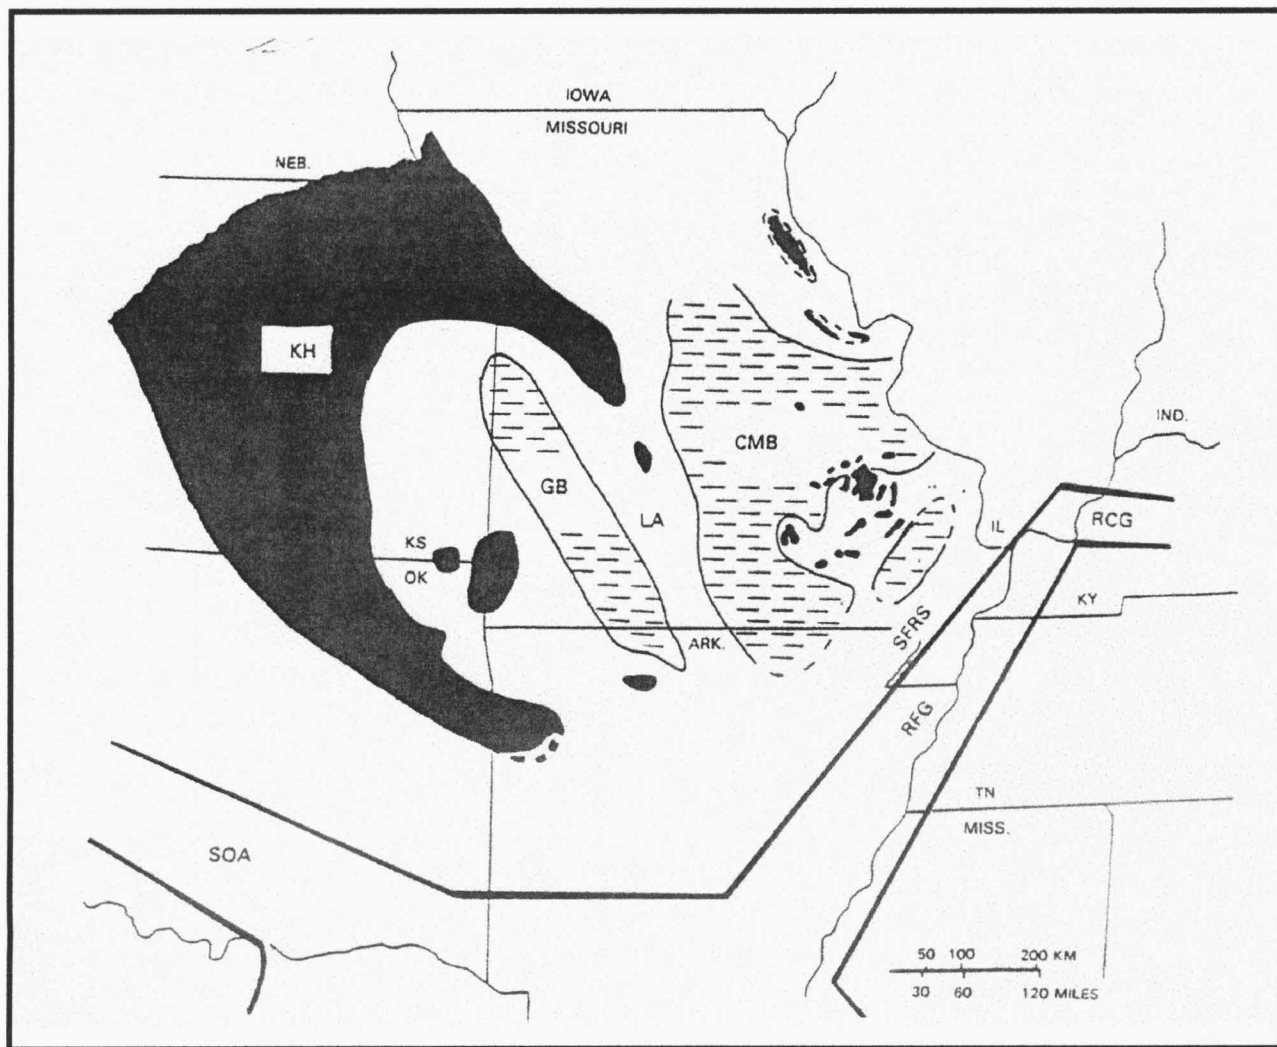 IOWA
MISSOURI
NEB.
KH
IND.
CMB
GB
LA
IL
RCG
KS
OK
KY
SFRS
ARK.
RFG
TN
MISS.
SOA
50 100 200 KM
30 60 120 MILES